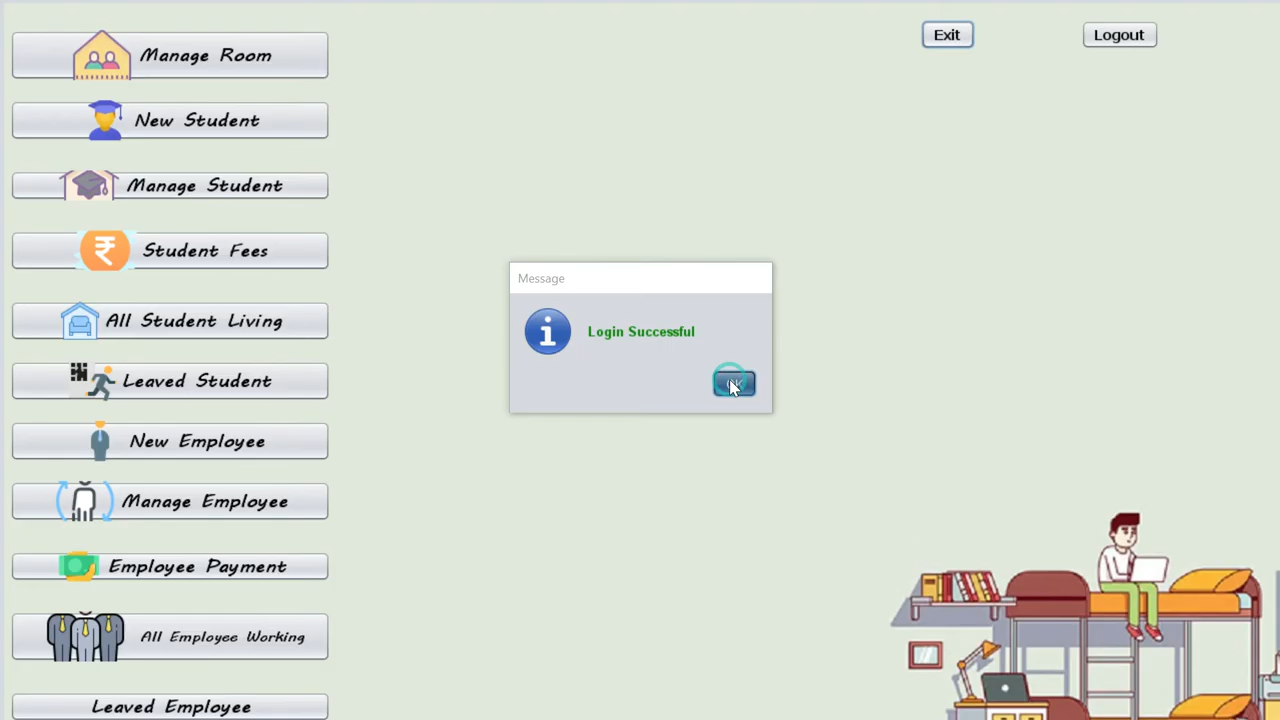 Exit
Logout
Manage Room
New Student
Manage Student
Student Fees
All Student Living
Leaved Student
New Employee
Manage Employee
Employee Payment
All Employee Working
Leaved Employee
Message
Login Successful
OK